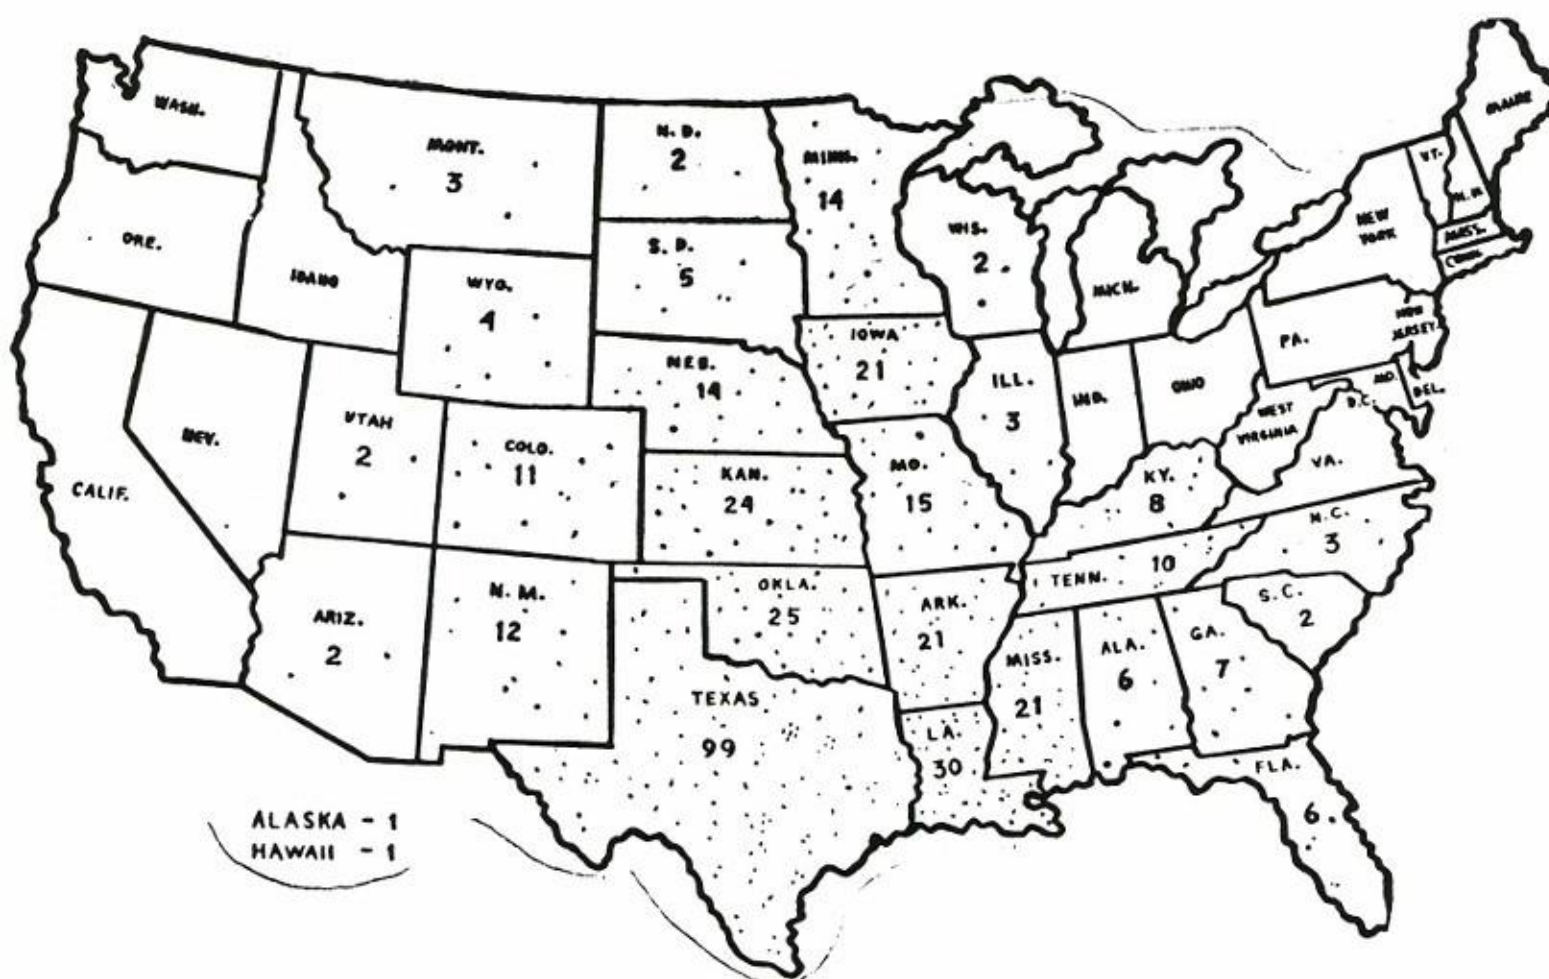 WASH.
MONT.
3
N. D.
2
MINN.
14
MAINE
VT.
N.H.
MASS.
CONN.
NEW
YORK
ORE.
IDAHO
WYO.
4
S. D.
5
WIS.
2
MICH.
IOWA
21
NEB.
14
ILL.
3
IND.
OHIO
PA.
NEW
JERSEY
MD.
DEL.
D.C.
WEST
VIRGINIA
VA.
CALIF.
NEV.
UTAH
2
COLO.
11
KAN.
24
MO.
15
KY.
8
N.C.
3
TENN. 10
S.C.
2
ARIZ.
2
N. M.
12
OKLA.
25
ARK.
21
MISS.
21
ALA.
6
GA.
7
TEXAS
99
LA.
30
FLA.
6
ALASKA - 1
HAWAII - 1